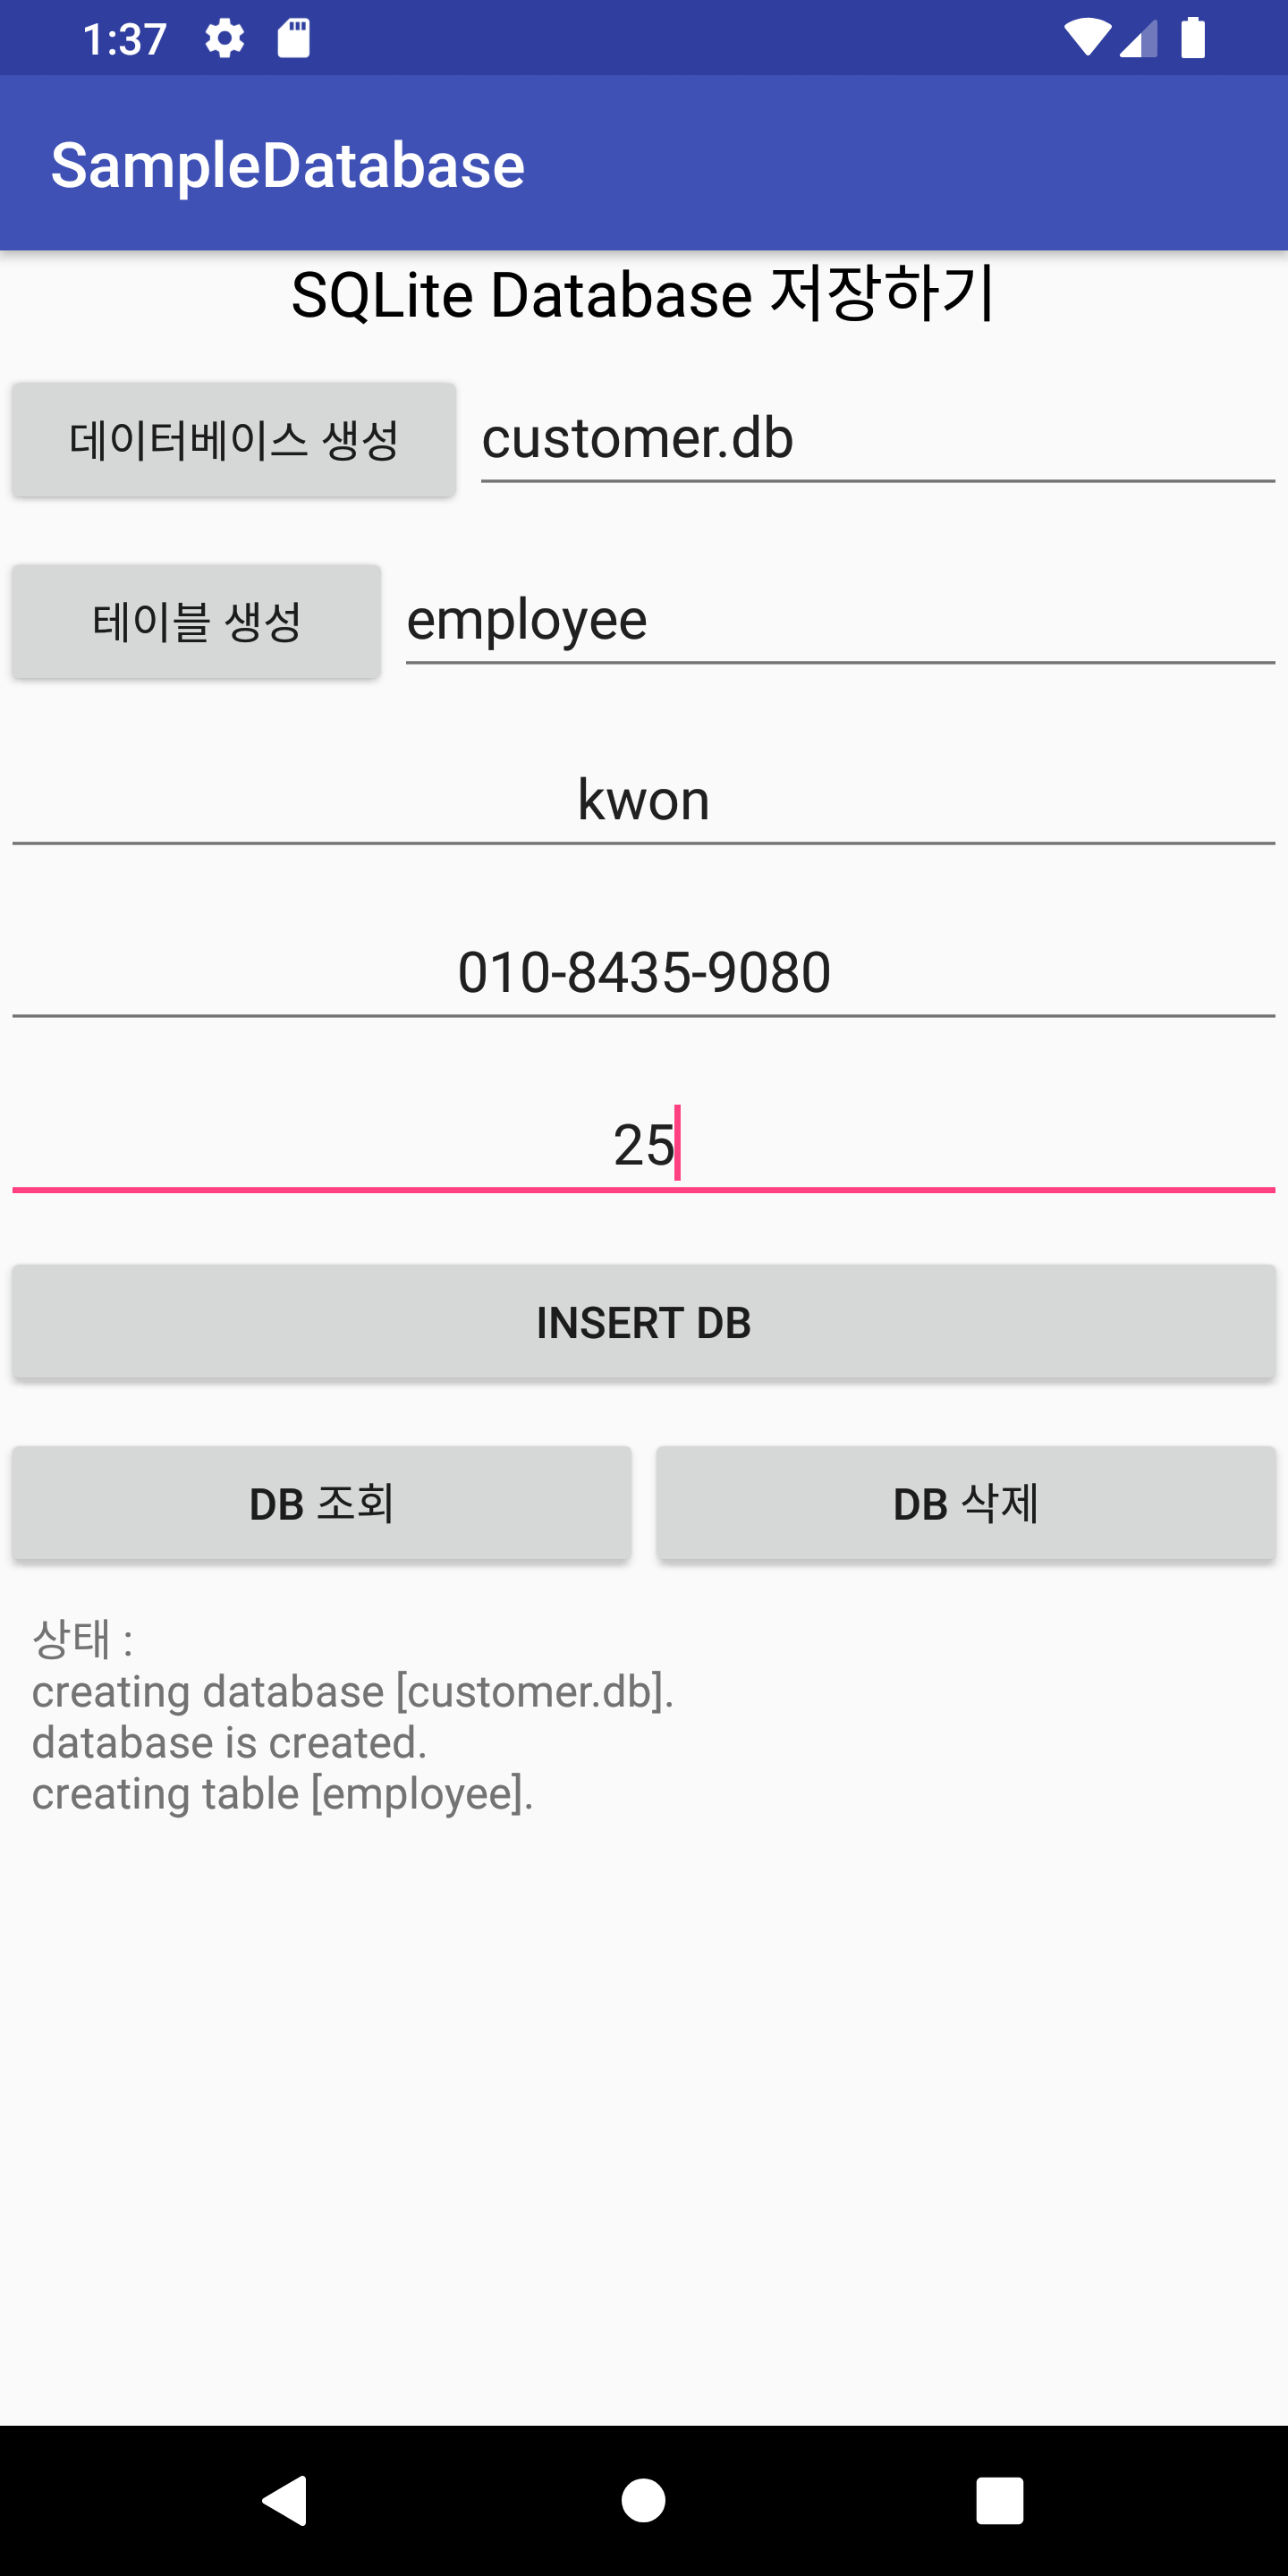 1:37
SampleDatabase
SQLite Database 저장하기
데이터베이스 생성 customer.db
테이블 생성 employee
kwon
010-8435-9080
25
INSERT DB
DB 조회 DB 삭제
상태 :
creating database [customer.db].
database is created.
creating table [employee].